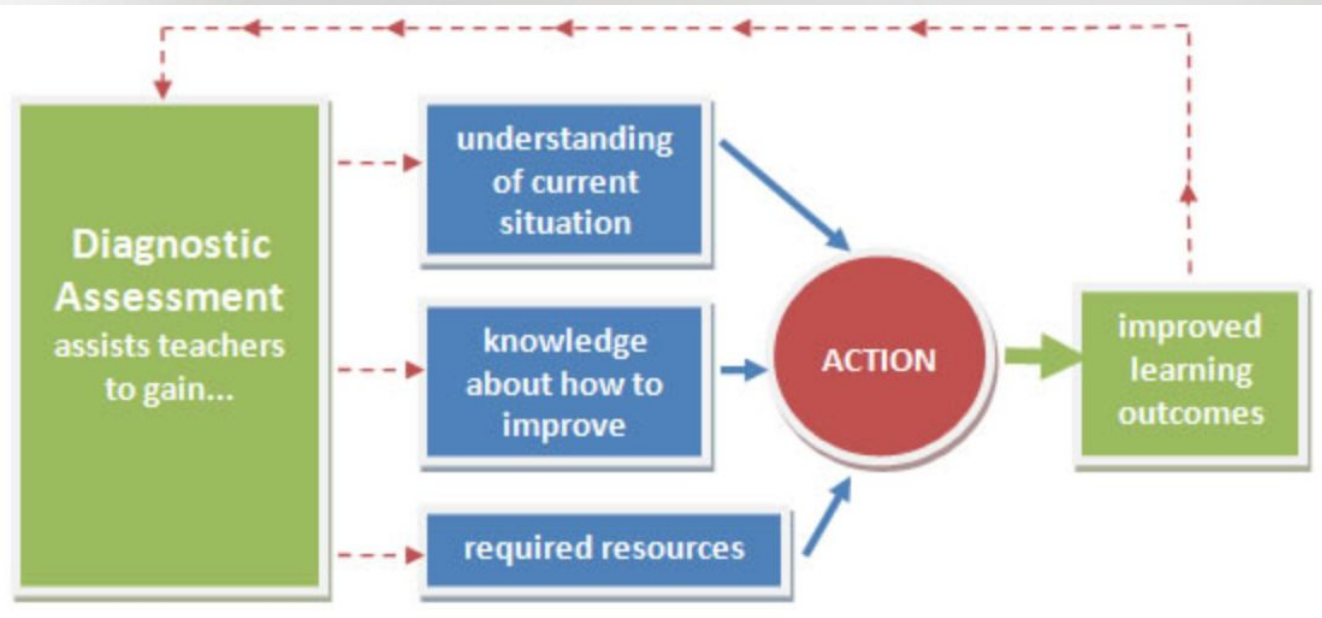 Diagnostic
Assessment
assists teachers
to gain...
understanding
of current
situation
knowledge
about how to
improve
required resources
ACTION
improved
learning
outcomes